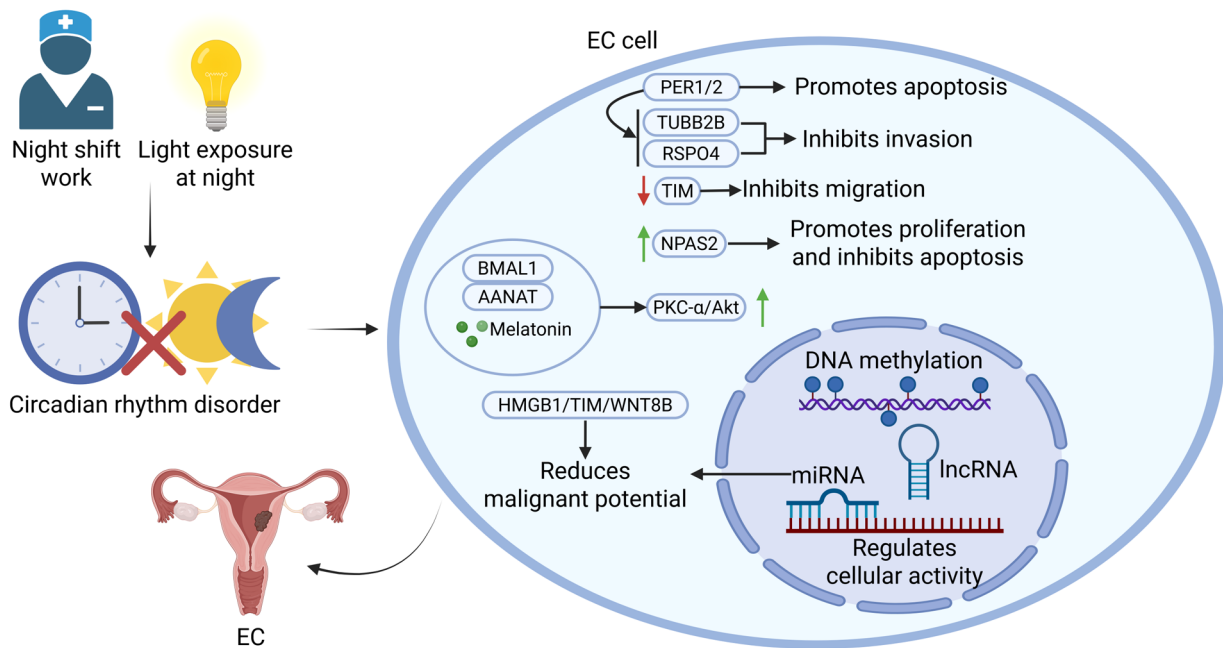 Night shift
work
Light exposure
at night
Circadian rhythm disorder
EC
EC cell
PER1/2
Promotes apoptosis
TUBB2B
RSPO4
Inhibits invasion
TIM
Inhibits migration
NPAS2
Promotes proliferation
and inhibits apoptosis
BMAL1
AANAT
Melatonin
PKC-α/Akt
HMGB1/TIM/WNT8B
Reduces
malignant potential
DNA methylation
miRNA
lncRNA
Regulates
cellular activity